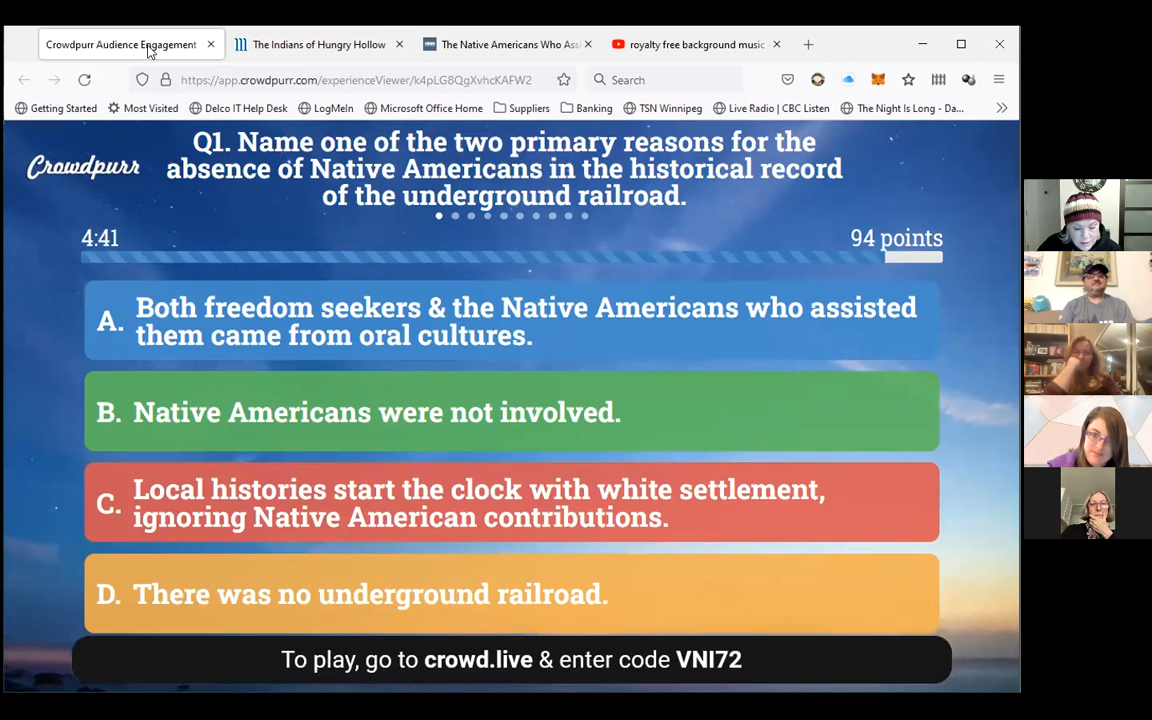 Crowdpurr Audience Engagement
The Indians of Hungry Hollow
The Native Americans Who Ass
royalty free background music -
https://app.crowdpurr.com/experienceViewer/k4pLG8QgXvhcKAFW2
Search
Getting Started
Most Visited
Delco IT Help Desk
LogMeIn
Microsoft Office Home
Suppliers
Banking
TSN Winnipeg
Live Radio | CBC Listen
The Night Is Long - Da...
Crowdpurr
Q1. Name one of the two primary reasons for the
absence of Native Americans in the historical record
of the underground railroad.
4:41
94 points
A. Both freedom seekers & the Native Americans who assisted
them came from oral cultures.
B. Native Americans were not involved.
C. Local histories start the clock with white settlement,
ignoring Native American contributions.
D. There was no underground railroad.
To play, go to crowd.live & enter code VNI72